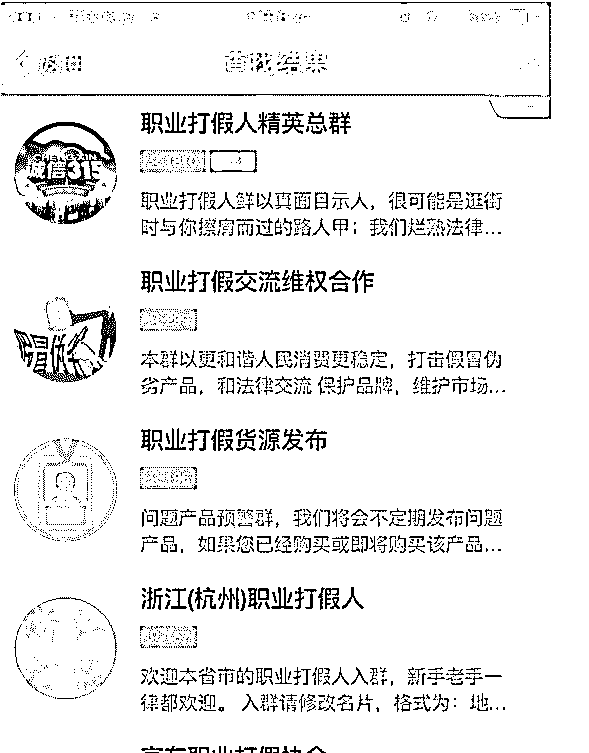 返回
查找结果
职业打假人精英总群
诚信315
职业打假人鲜以真面目示人，很可能是逛街
时与你擦肩而过的路人甲；我们烂熟法律...
职业打假交流维权合作
本群以更和谐人民消费更稳定，打击假冒伪
劣产品，和法律交流 保护品牌，维护市场...
职业打假货源发布
问题产品预警群，我们将会不定期发布问题
产品，如果您已经购买或即将购买该产品...
浙江(杭州)职业打假人
欢迎本省市的职业打假人入群，新手老手一
律都欢迎。 入群请修改名片，格式为：地...